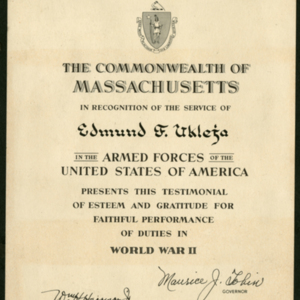 THE COMMONWEALTH OF
MASSACHUSETTS
IN RECOGNITION OF THE SERVICE OF
Edmund F. Ukleja
IN THE ARMED FORCES OF THE
UNITED STATES OF AMERICA
PRESENTS THIS TESTIMONIAL
OF ESTEEM AND GRATITUDE FOR
FAITHFUL PERFORMANCE
OF DUTIES IN
WORLD WAR II
Maurice J. Tobin
GOVERNOR